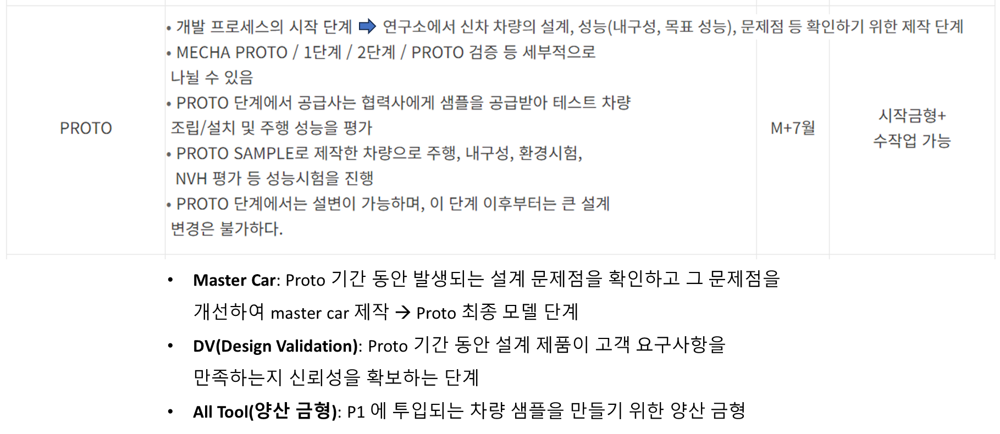 • 개발 프로세스의 시작 단계 ➡ 연구소에서 신차 차량의 설계, 성능(내구성, 목표 성능), 문제점 등 확인하기 위한 제작 단계
• MECHA PROTO / 1단계 / 2단계 / PROTO 검증 등 세부적으로
나뉠 수 있음
• PROTO 단계에서 공급사는 협력사에게 샘플을 공급받아 테스트 차량
조립/설치 및 주행 성능을 평가
• PROTO SAMPLE로 제작한 차량으로 주행, 내구성, 환경시험,
NVH 평가 등 성능시험을 진행
• PROTO 단계에서는 설변이 가능하며, 이 단계 이후부터는 큰 설계
변경은 불가하다.
PROTO
M+7월
시작금형+
수작업 가능
• Master Car: Proto 기간 동안 발생되는 설계 문제점을 확인하고 그 문제점을
개선하여 master car 제작 → Proto 최종 모델 단계
• DV(Design Validation): Proto 기간 동안 설계 제품이 고객 요구사항을
만족하는지 신뢰성을 확보하는 단계
• All Tool(양산 금형): P1 에 투입되는 차량 샘플을 만들기 위한 양산 금형